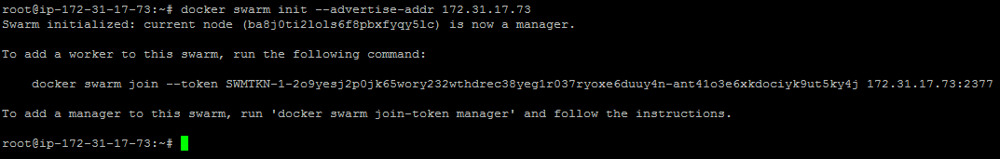 root@ip-172-31-17-73:~# docker swarm init --advertise-addr 172.31.17.73
Swarm initialized: current node (ba8j0ti2lols6f8pbxfyqy5lc) is now a manager.
To add a worker to this swarm, run the following command:
docker swarm join --token SWMTKN-1-2o9yesj2p0jk65wory232wthdrec38yeg1r037ryoxe6duuy4n-ant41o3e6xkdociyk9ut5ky4j 172.31.17.73:2377
To add a manager to this swarm, run 'docker swarm join-token manager' and follow the instructions.
root@ip-172-31-17-73:~#